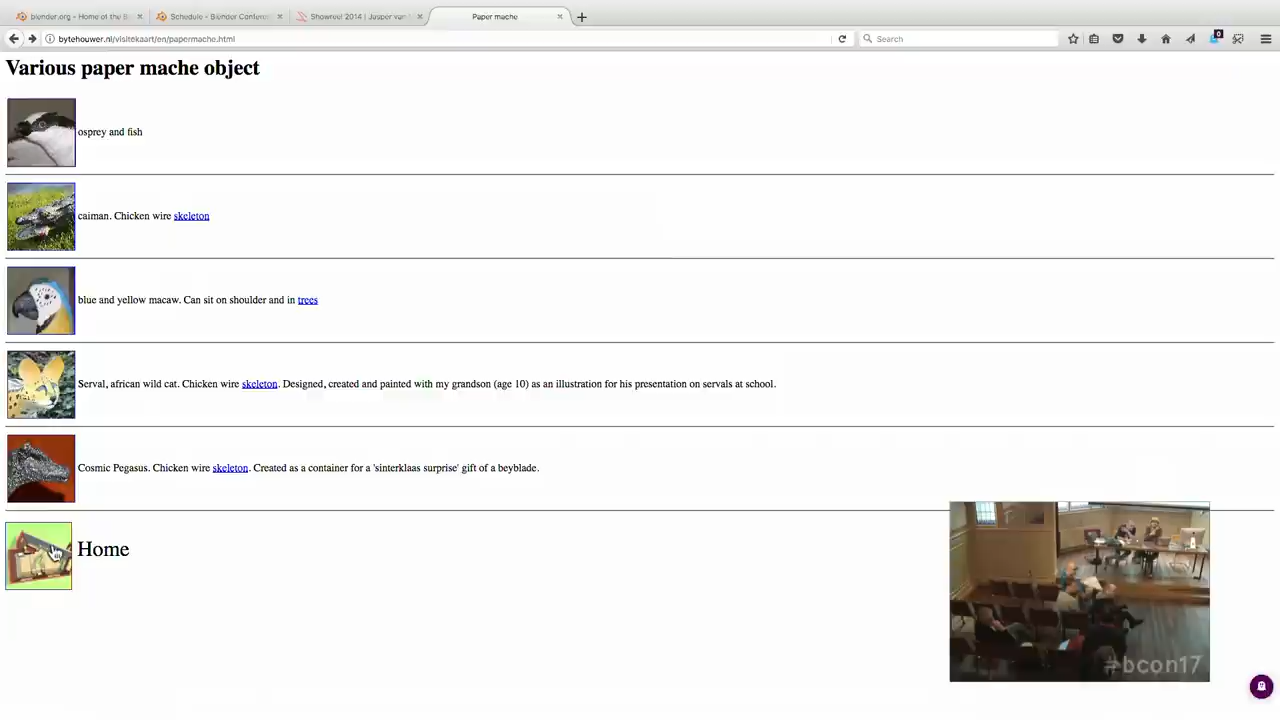 blender.org - Home of the B
Schedule - Blender Confere
Showreel 2014 | Jasper van
Paper mache
bytehouwer.nl/visitekaart/en/papermache.html
Search
0
Various paper mache object
osprey and fish
caiman. Chicken wire skeleton
blue and yellow macaw. Can sit on shoulder and in trees
Serval, african wild cat. Chicken wire skeleton. Designed, created and painted with my grandson (age 10) as an illustration for his presentation on servals at school.
Cosmic Pegasus. Chicken wire skeleton. Created as a container for a 'sinterklaas surprise' gift of a beyblade.
Home
#bcon17